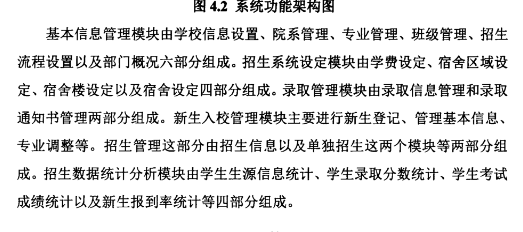 图 4.2 系统功能架构图
基本信息管理模块由学校信息设置、院系管理、专业管理、班级管理、招生
流程设置以及部门概况六部分组成。招生系统设定模块由学费设定、宿舍区域设
定、宿舍楼设定以及宿舍设定四部分组成。录取管理模块由录取信息管理和录取
通知书管理两部分组成。新生入校管理模块主要进行新生登记、管理基本信息、
专业调整等。招生管理这部分由招生信息以及单独招生这两个模块等两部分组
成。招生数据统计分析模块由学生生源信息统计、学生录取分数统计、学生考试
成绩统计以及新生报到率统计等四部分组成。